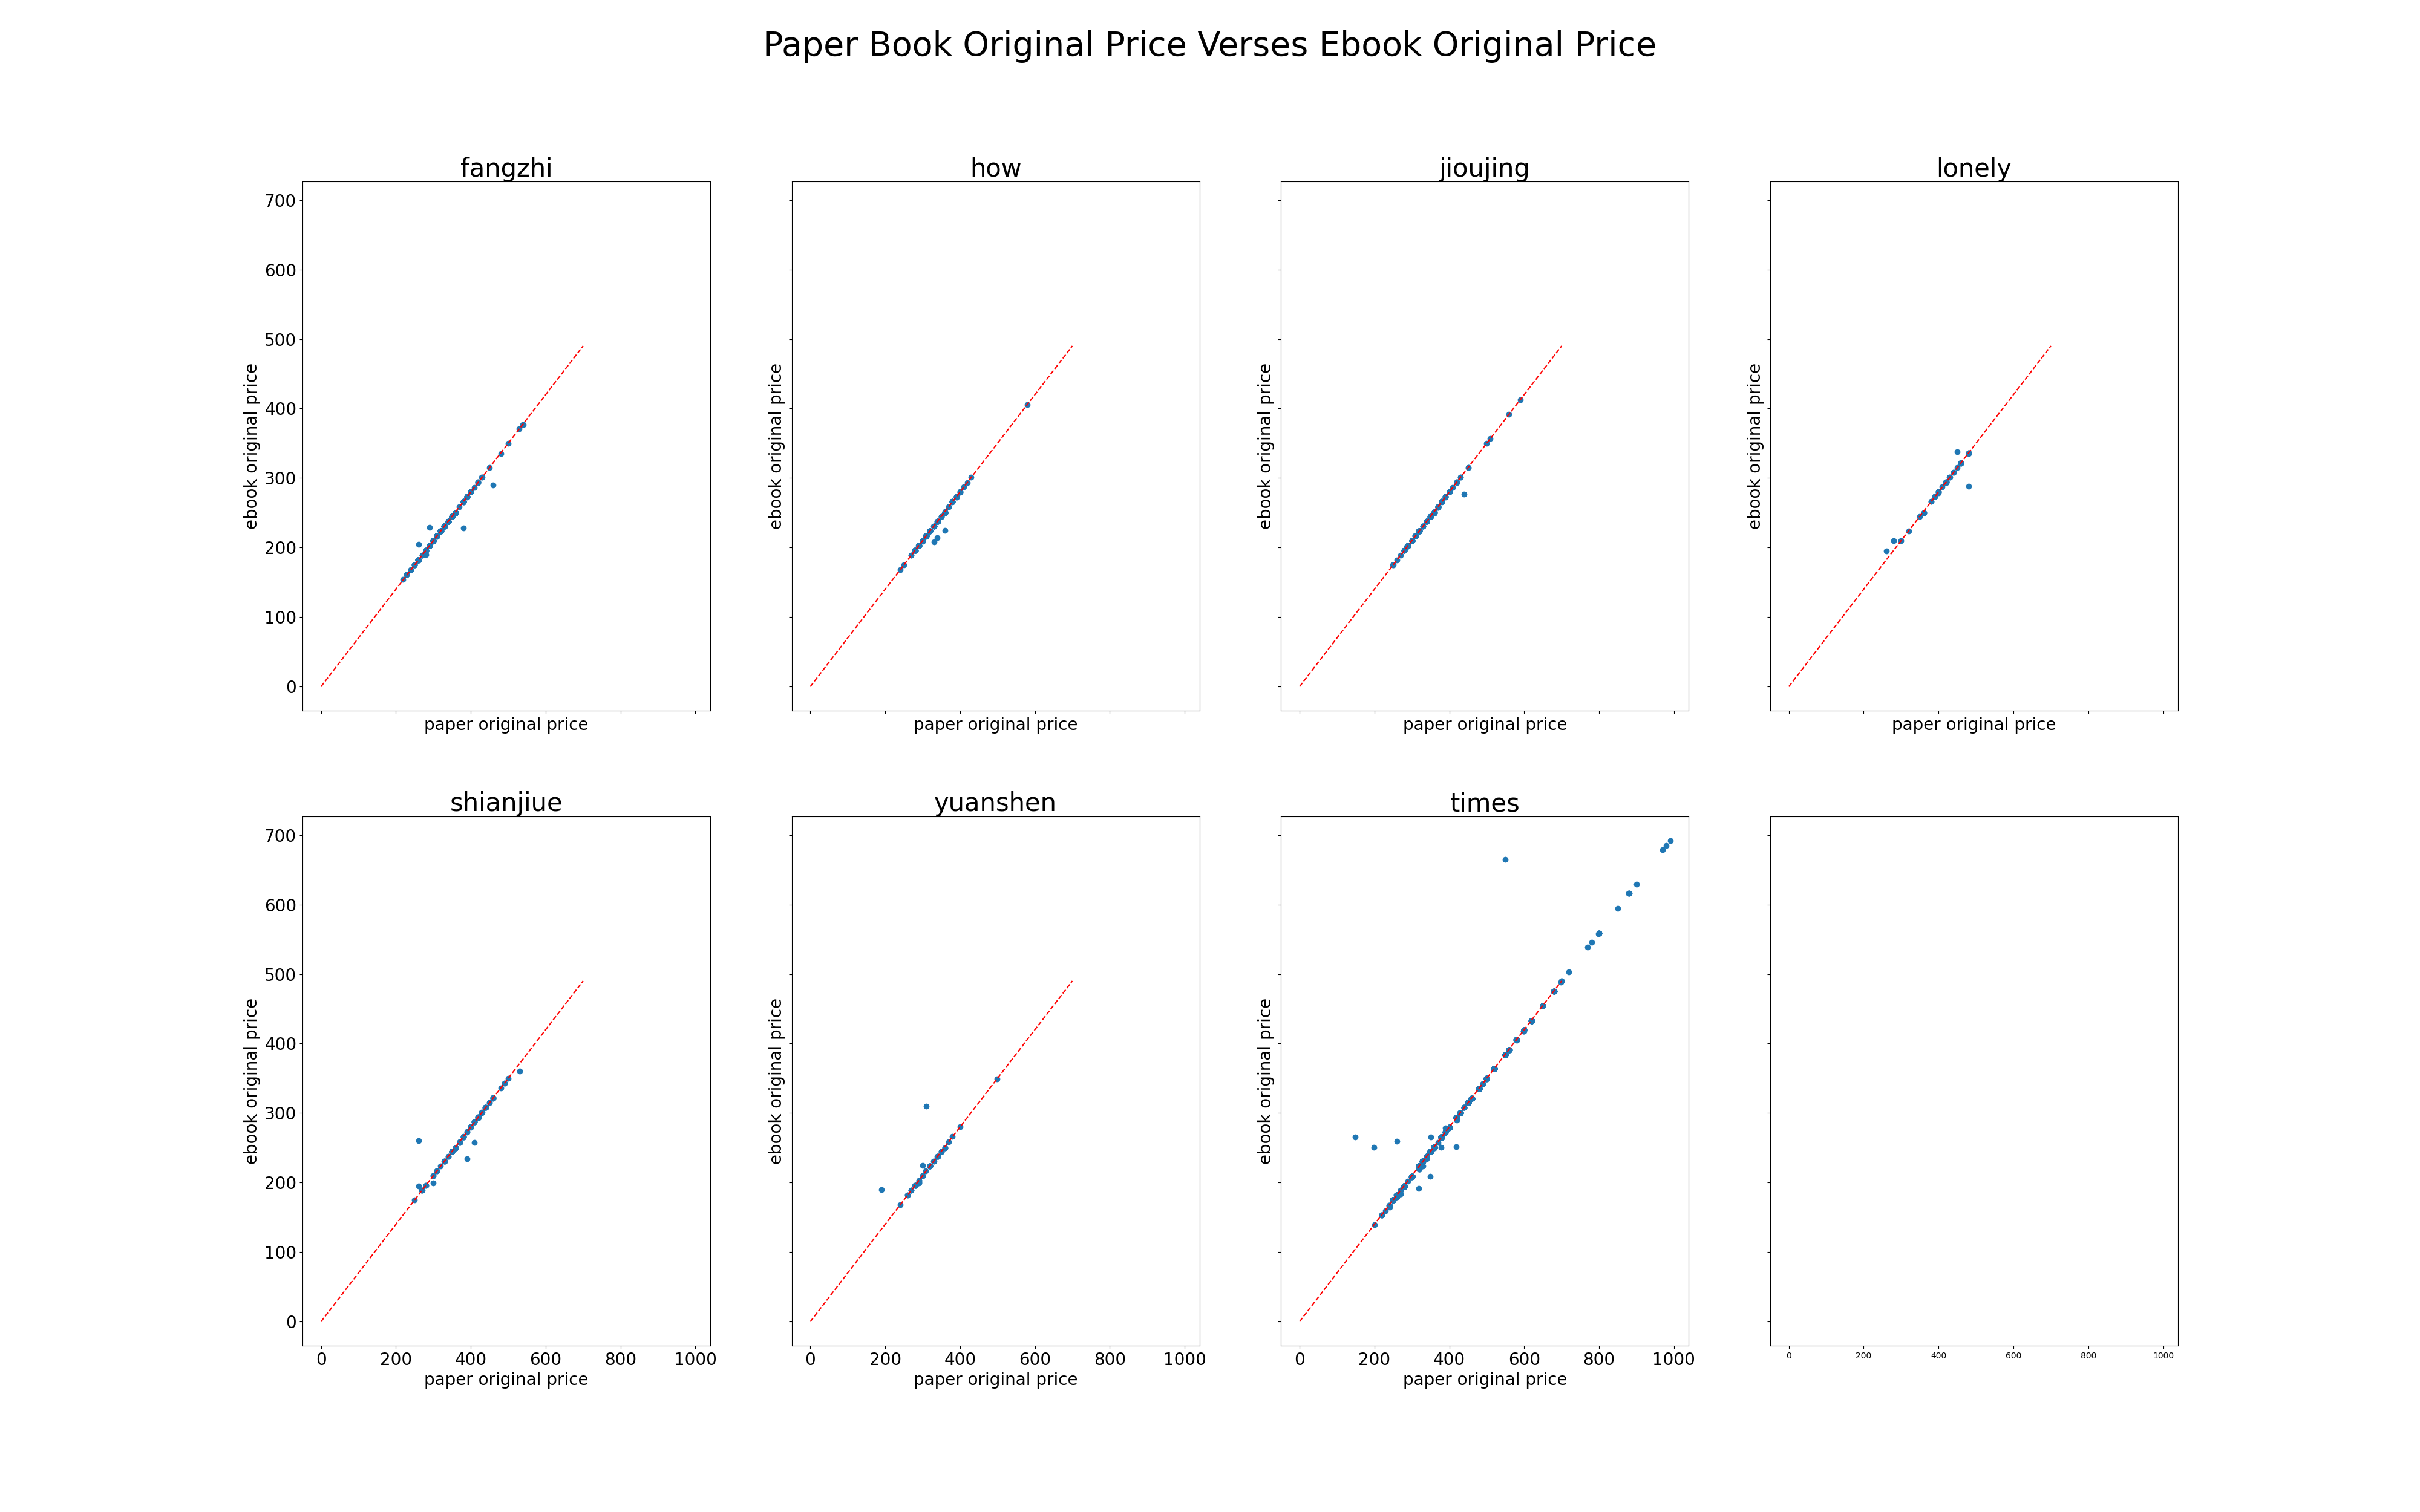 Paper Book Original Price Verses Ebook Original Price
fangzhi
how
jioujing
lonely
700
600
500
400
300
200
100
0
ebook original price
ebook original price
ebook original price
ebook original price
paper original price
paper original price
paper original price
paper original price
shianjiue
yuanshen
times
700
600
500
400
300
200
100
0
ebook original price
ebook original price
ebook original price
0 200 400 600 800 1000
0 200 400 600 800 1000
0 200 400 600 800 1000
0 200 400 600 800 1000
paper original price
paper original price
paper original price